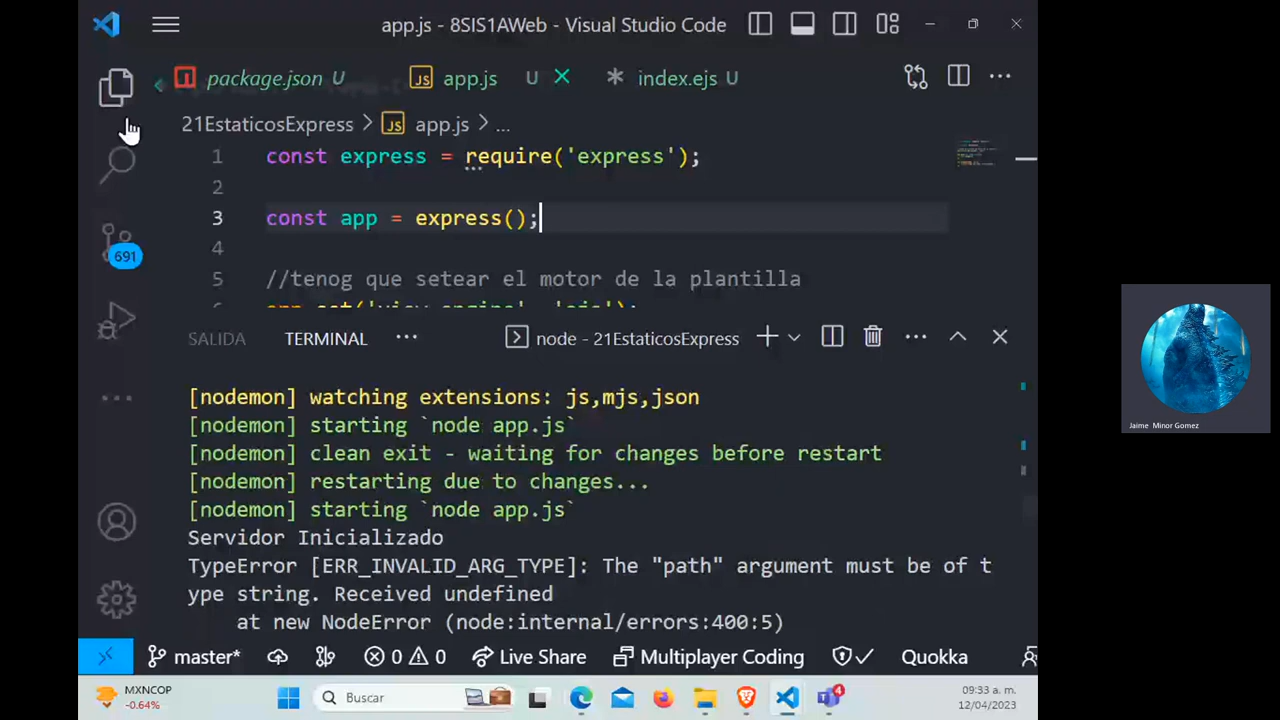 app.js - 8SIS1AWeb - Visual Studio Code
package.json U
JS app.js U
index.ejs U
21EstaticosExpress > JS app.js > ...
1 const express = require('express');
2
3 const app = express();
4
5 //tenog que setear el motor de la plantilla
6 app.set('view engine', 'ejs');
691
SALIDA TERMINAL ... node - 21EstaticosExpress
[nodemon] watching extensions: js,mjs,json
[nodemon] starting `node app.js`
[nodemon] clean exit - waiting for changes before restart
[nodemon] restarting due to changes...
[nodemon] starting `node app.js`
Servidor Inicializado
TypeError [ERR_INVALID_ARG_TYPE]: The "path" argument must be of t
ype string. Received undefined
at new NodeError (node:internal/errors:400:5)
master* 0 0 Live Share Multiplayer Coding Quokka
MXNCOP
-0.64%
Buscar
4
09:33 a. m.
12/04/2023
Jaime Minor Gomez